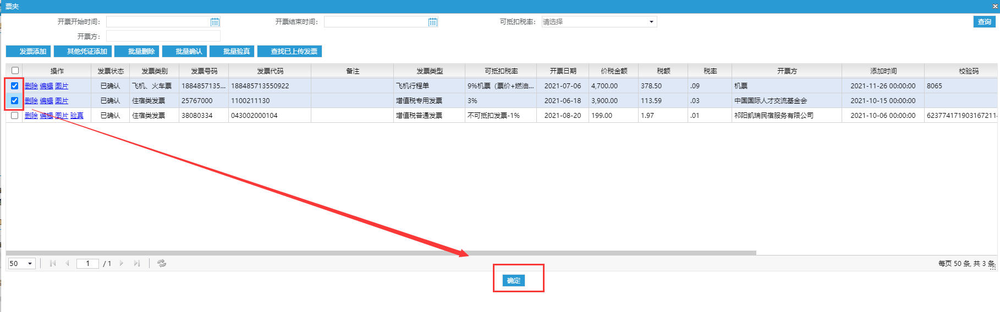 票夹
开票开始时间: 开票结束时间: 可抵扣税率: 请选择 查询
开票方:
发票添加 其他凭证添加 批量删除 批量确认 批量验真 查找已上传发票
操作 发票状态 发票类别 发票号码 发票代码 备注 发票类型 可抵扣税率 开票日期 价税金额 税额 税率 开票方 添加时间 校验码
删除 编辑 图片 已确认 飞机、火车票 1884857135... 188485713550922 飞机行程单 9%机票（票价+燃油... 2021-07-06 4,700.00 378.50 .09 机票 2021-11-26 00:00:00 8065
删除 编辑 图片 已确认 住宿类发票 25767000 1100211130 增值税专用发票 3% 2021-06-18 3,900.00 113.59 .03 中国国际人才交流基金会 2021-10-15 00:00:00
删除 编辑 图片 验真 已确认 住宿类发票 38080334 043002000104 增值税普通发票 不可抵扣发票-1% 2021-08-20 199.00 1.97 .01 祁阳凯瑞民宿服务有限公司 2021-10-06 00:00:00 6237741719031672114
50 1 / 1 每页 50 条, 共 3 条
确定